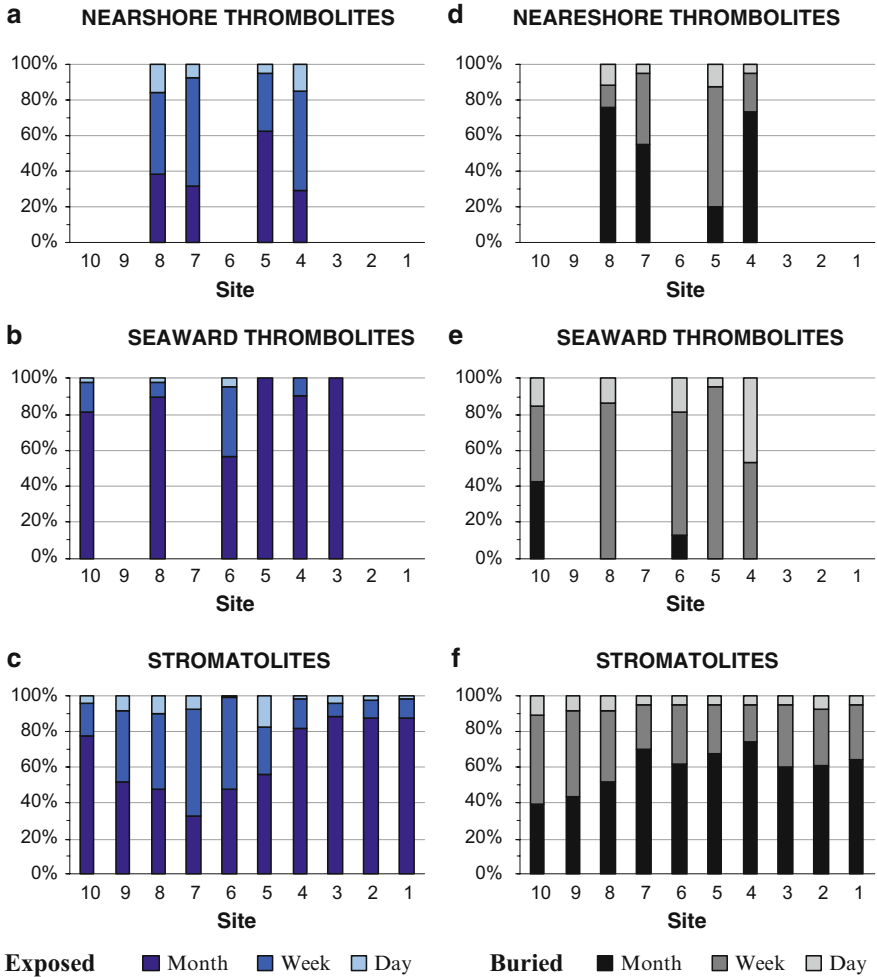 a NEARSHORE THROMBOLITES
100%
80%
60%
40%
20%
0%
10 9 8 7 6 5 4 3 2 1
Site
d NEARESHORE THROMBOLITES
100%
80%
60%
40%
20%
0%
10 9 8 7 6 5 4 3 2 1
Site
b SEAWARD THROMBOLITES
100%
80%
60%
40%
20%
0%
10 9 8 7 6 5 4 3 2 1
Site
e SEAWARD THROMBOLITES
100%
80%
60%
40%
20%
0%
10 9 8 7 6 5 4 3 2 1
Site
c STROMATOLITES
100%
80%
60%
40%
20%
0%
10 9 8 7 6 5 4 3 2 1
Site
f STROMATOLITES
100%
80%
60%
40%
20%
0%
10 9 8 7 6 5 4 3 2 1
Site
Exposed Month Week Day
Buried Month Week Day